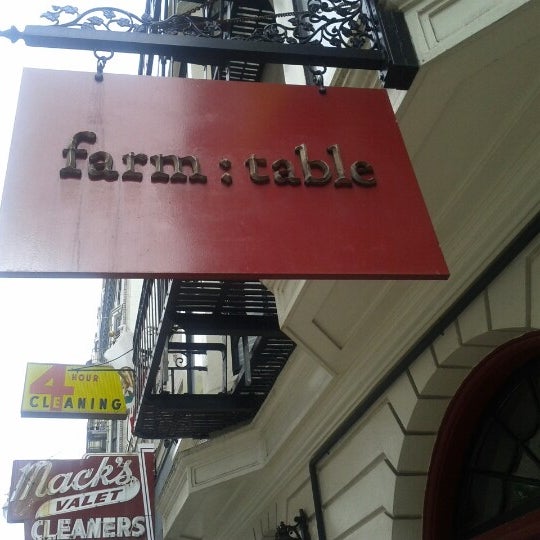 farm : table
4 HOUR
CLEANING
Mack's
VALET
CLEANERS